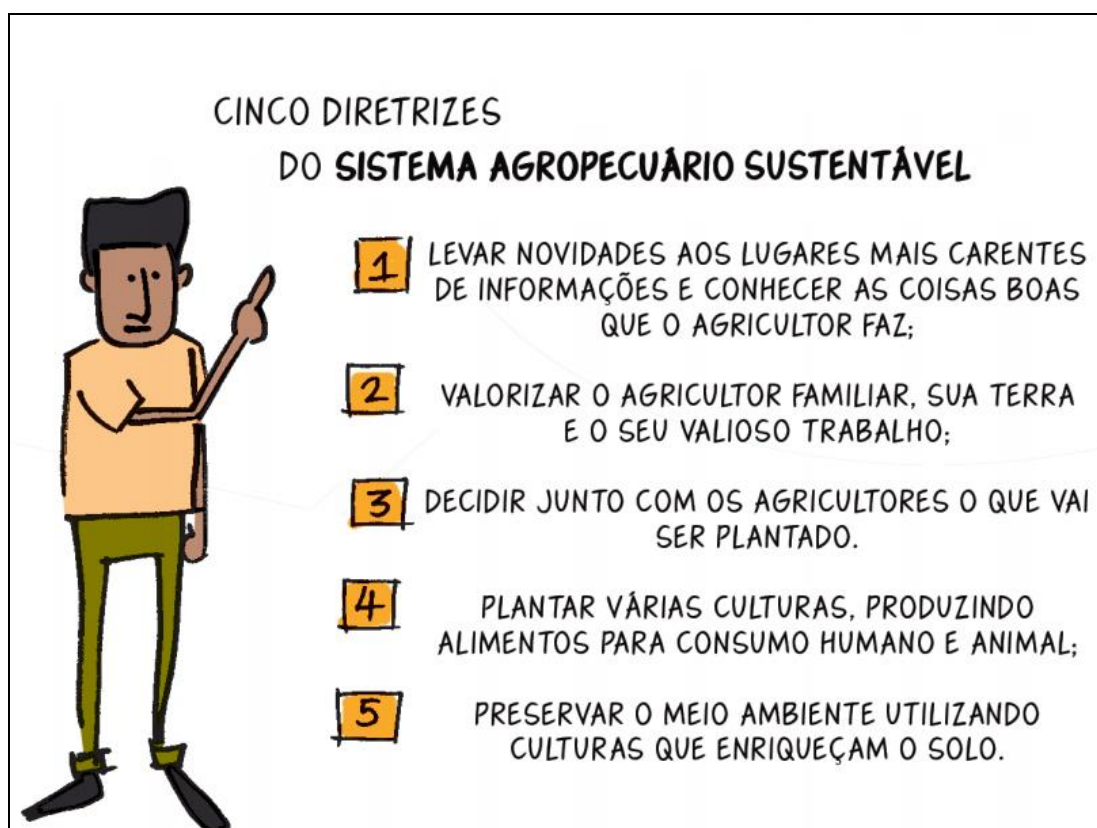 CINCO DIRETRIZES
DO SISTEMA AGROPECUÁRIO SUSTENTÁVEL
1 LEVAR NOVIDADES AOS LUGARES MAIS CARENTES
DE INFORMAÇÕES E CONHECER AS COISAS BOAS
QUE O AGRICULTOR FAZ;
2 VALORIZAR O AGRICULTOR FAMILIAR, SUA TERRA
E O SEU VALIOSO TRABALHO;
3 DECIDIR JUNTO COM OS AGRICULTORES O QUE VAI
SER PLANTADO.
4 PLANTAR VÁRIAS CULTURAS, PRODUZINDO
ALIMENTOS PARA CONSUMO HUMANO E ANIMAL;
5 PRESERVAR O MEIO AMBIENTE UTILIZANDO
CULTURAS QUE ENRIQUEÇAM O SOLO.